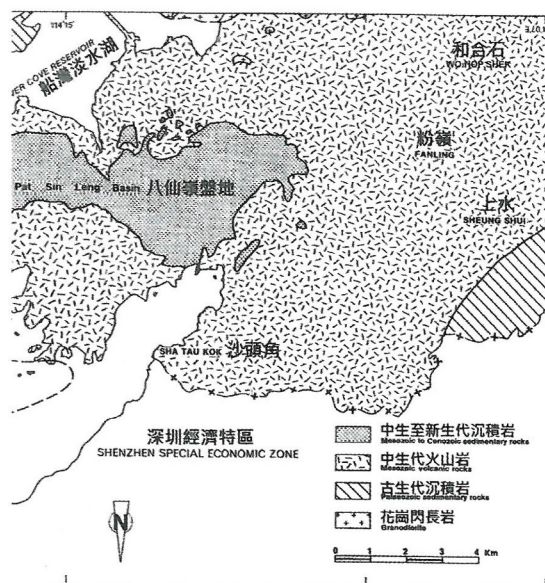 114°15'
和合石
WO HOP SHEK
船灣淡水湖
VER COVE RESERVOIR
粉嶺
FANLING
Pat Sin Leng Basin 八仙嶺盤地
上水
SHEUNG SHUI
SHA TAU KOK 沙頭角
深圳經濟特區
SHENZHEN SPECIAL ECONOMIC ZONE
中生至新生代沉積岩
Mesozoic to Cenozoic sedimentary rocks
中生代火山岩
Mesozoic volcanic rocks
古生代沉積岩
Palaeozoic sedimentary rocks
花崗閃長岩
Granodiorite
N
0 1 2 3 4 Km